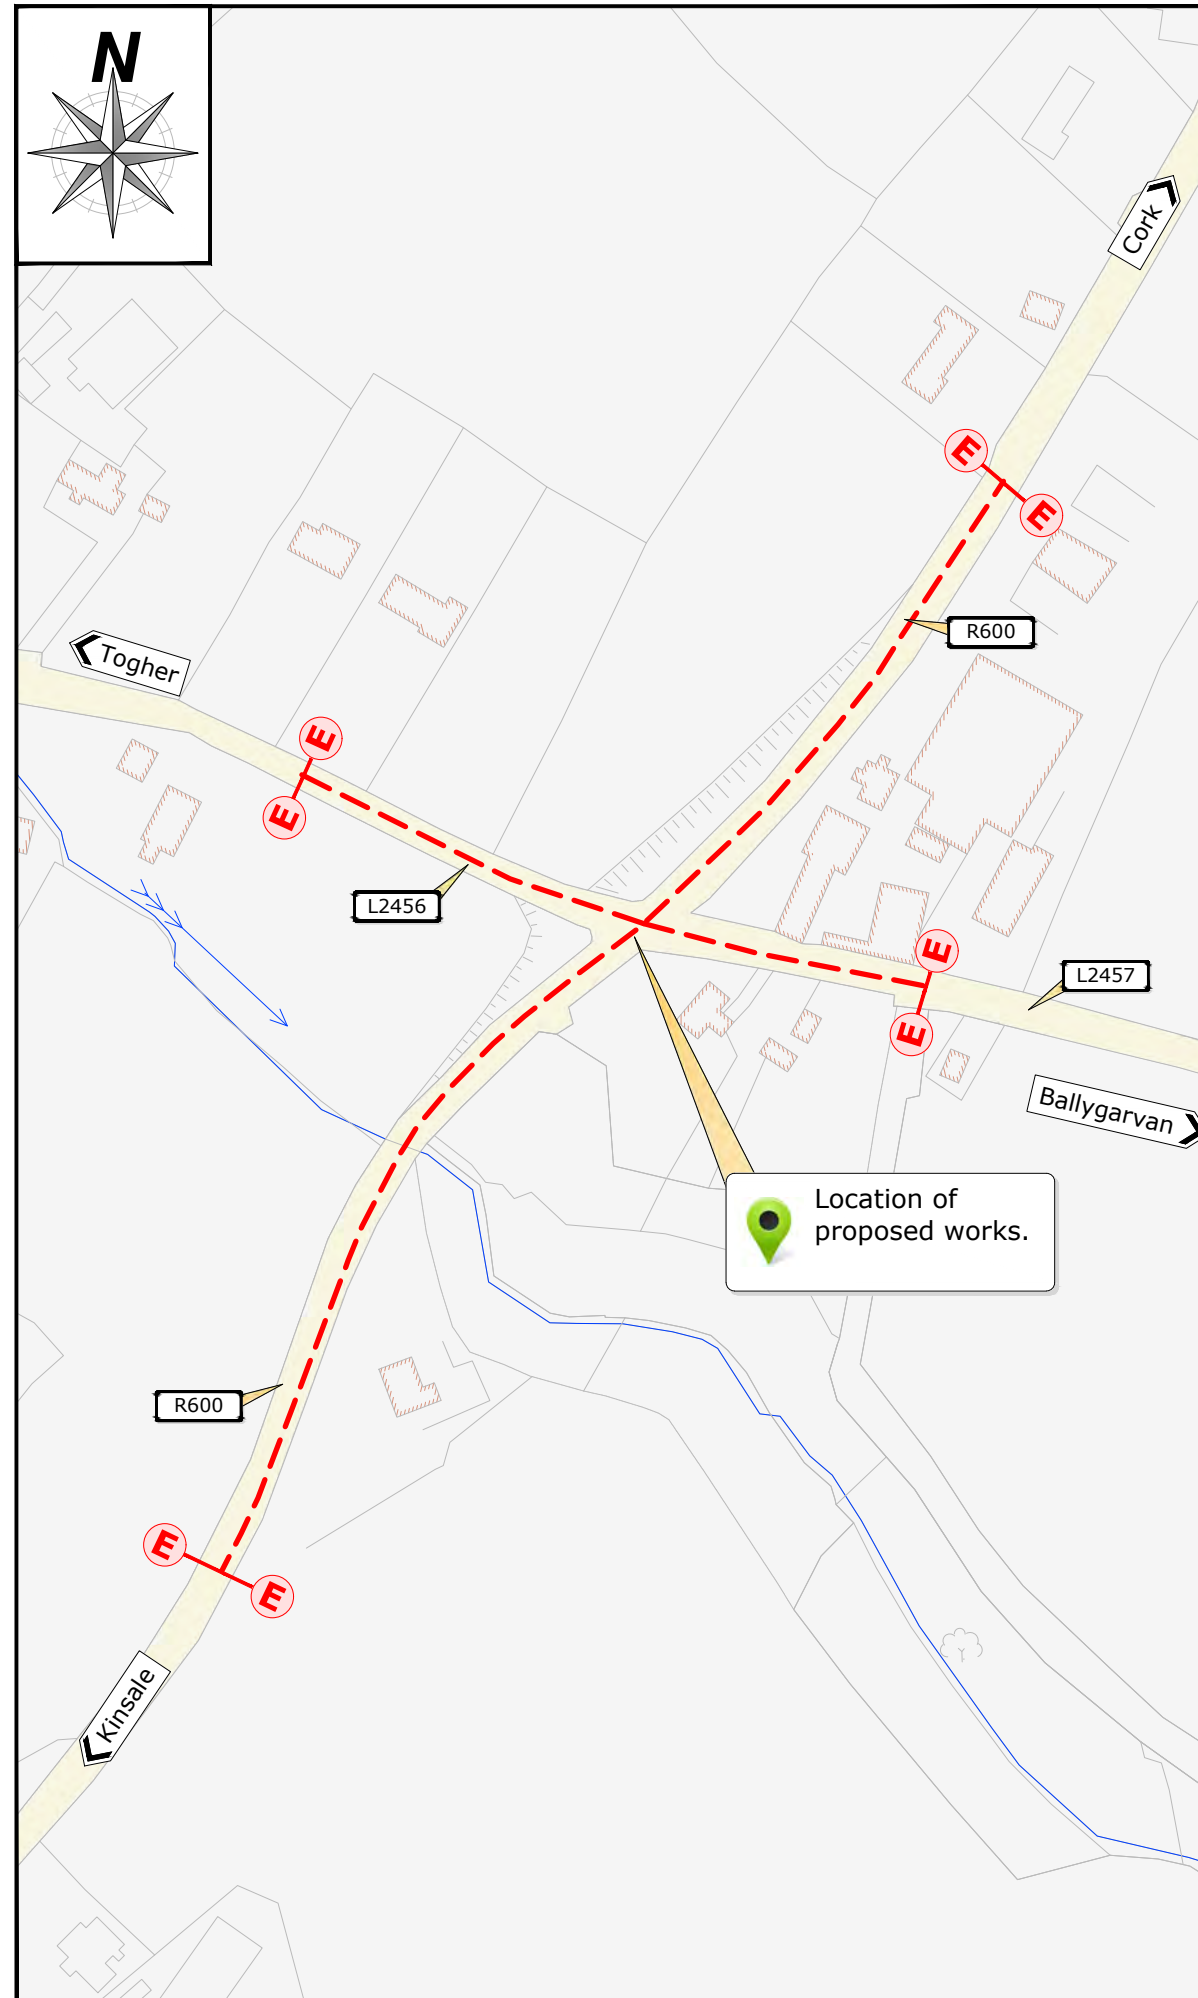 N
Cork
E
E
R600
Togher
E
E
L2456
E
L2457
E
Ballygarvan
Location of
proposed works.
R600
E
E
Kinsale